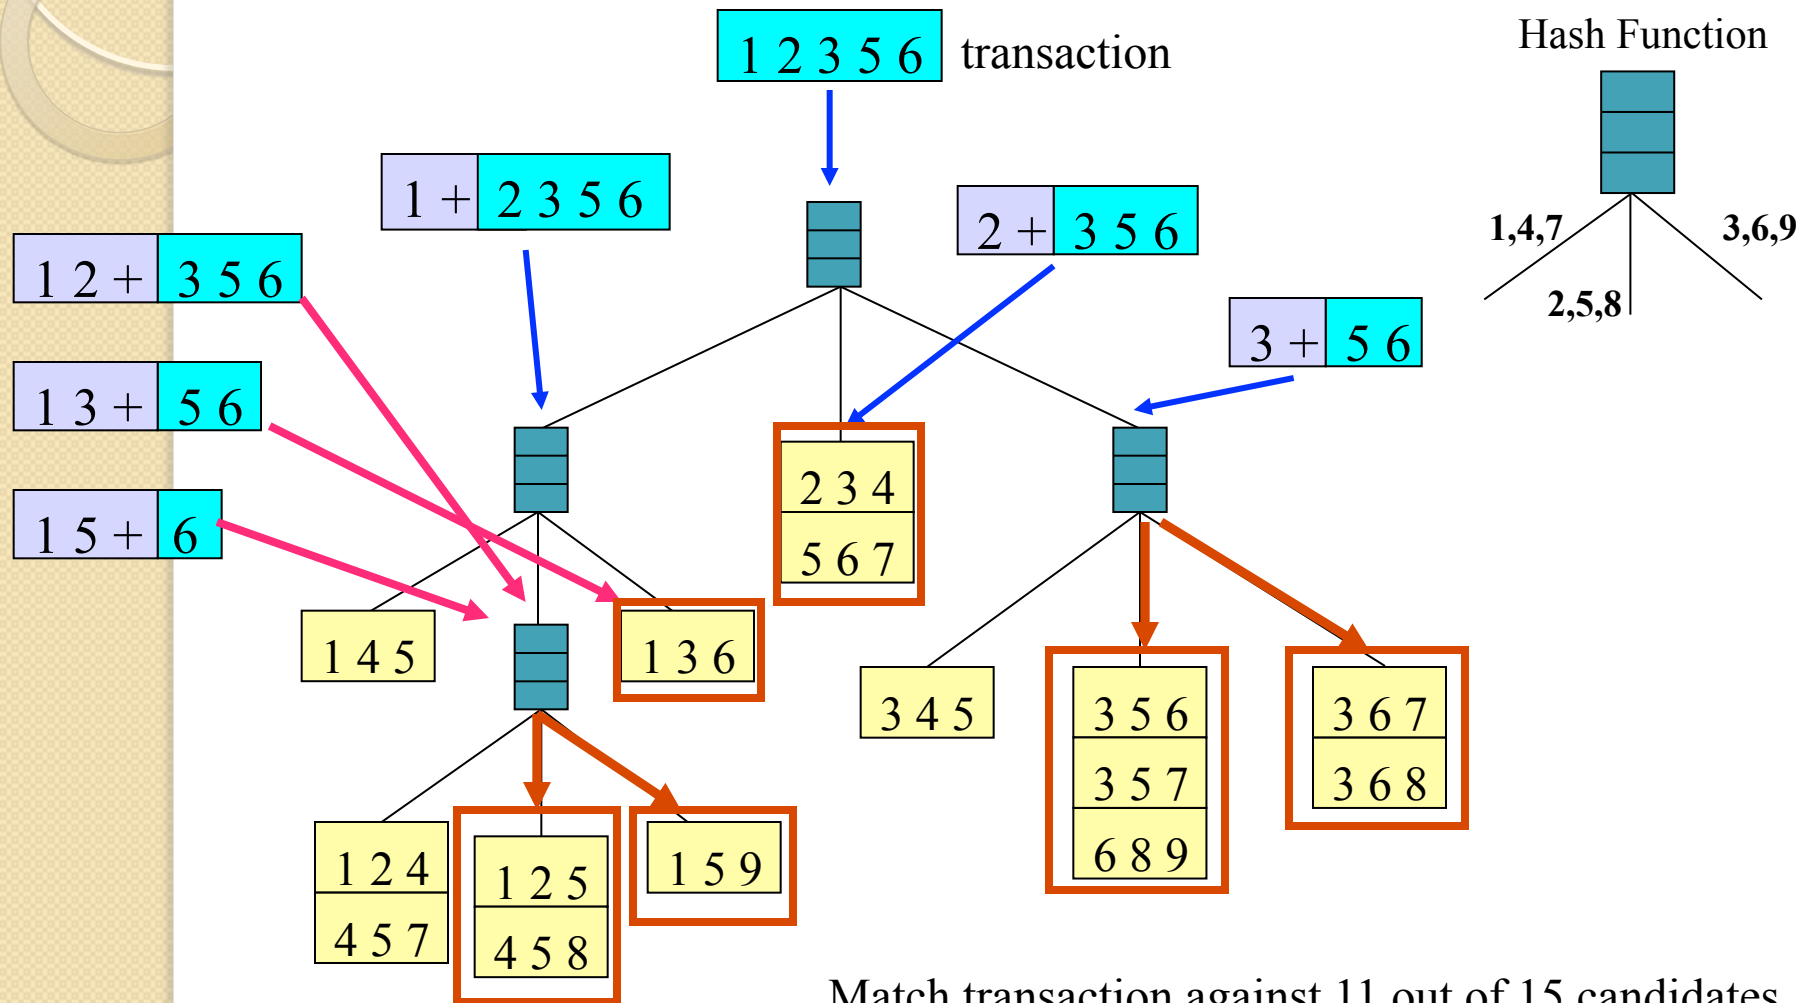 1 2 3 5 6 transaction
Hash Function
1 + 2 3 5 6
2 + 3 5 6
1,4,7
3,6,9
2,5,8
1 2 + 3 5 6
3 + 5 6
1 3 + 5 6
1 5 + 6
2 3 4
5 6 7
1 4 5
1 3 6
3 4 5
3 5 6
3 5 7
6 8 9
3 6 7
3 6 8
1 2 4
4 5 7
1 2 5
4 5 8
1 5 9
Match transaction against 11 out of 15 candidates